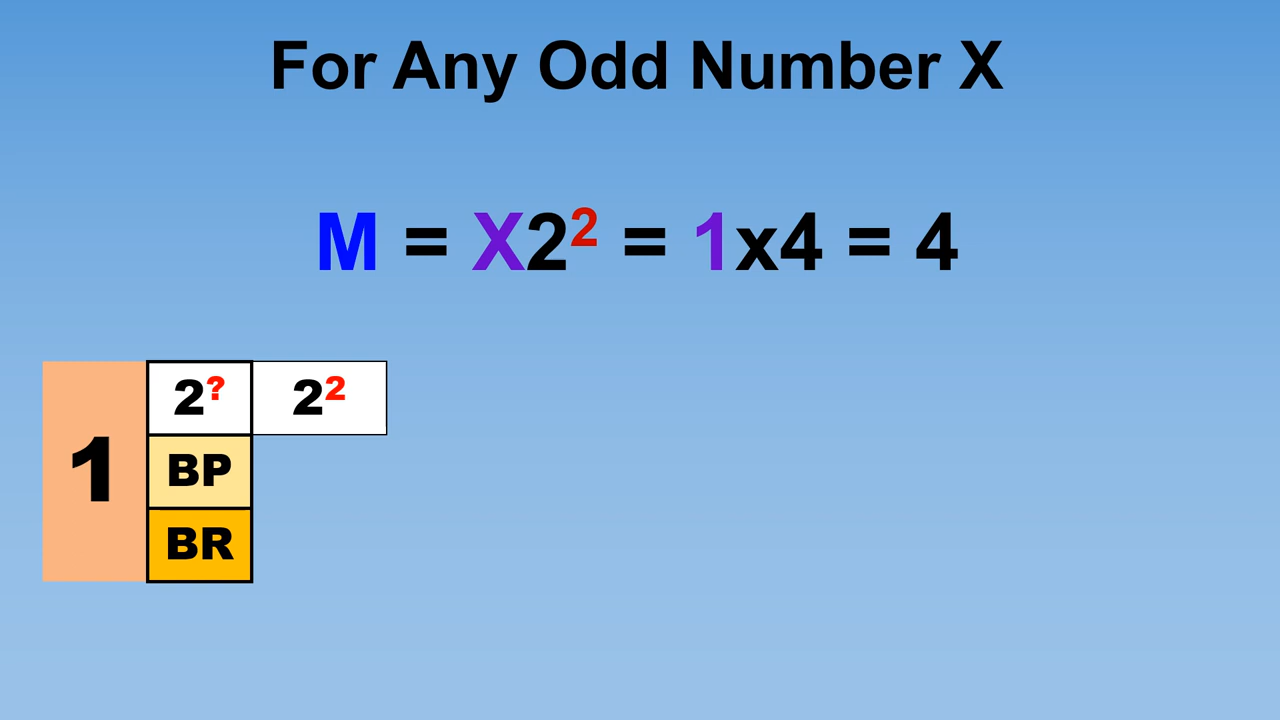 For Any Odd Number X
M = X2² = 1x4 = 4
1
2? 2²
BP
BR